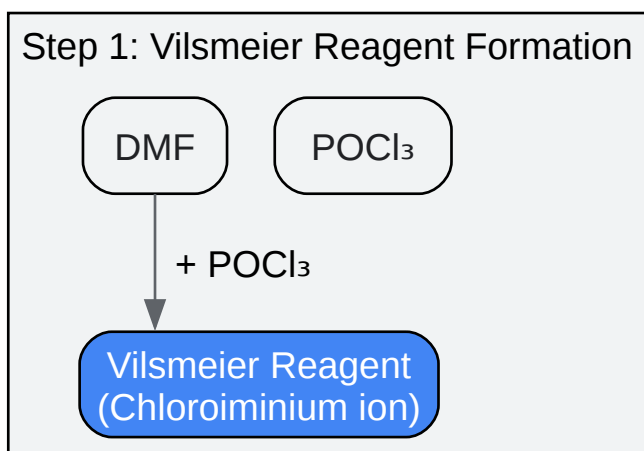 Step 1: Vilsmeier Reagent Formation
DMF
POCl₃
+ POCl₃
Vilsmeier Reagent
(Chloroiminium ion)